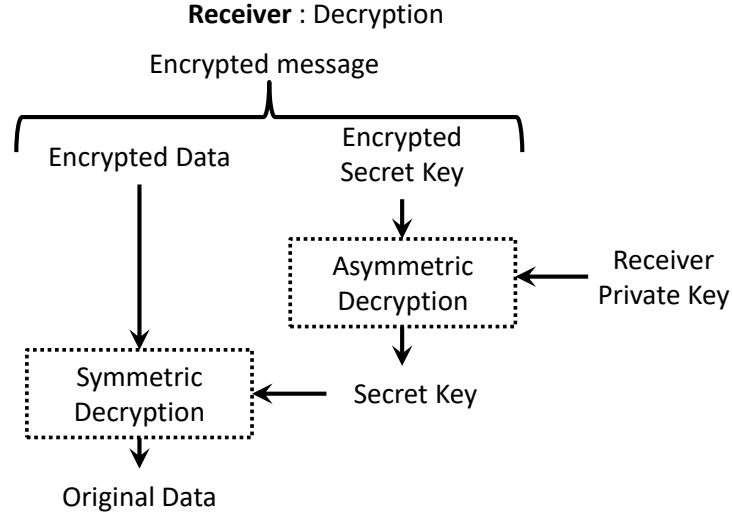 Receiver : Decryption
Encrypted message
Encrypted Data
Encrypted
Secret Key
Asymmetric
Decryption
Receiver
Private Key
Symmetric
Decryption
Secret Key
Original Data